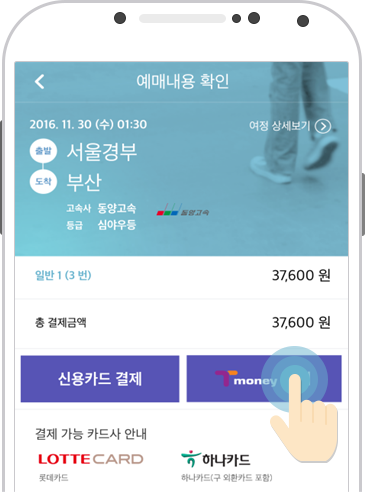 예매내용 확인
2016. 11. 30 (수) 01:30
여정 상세보기
출발 서울경부
도착 부산
고속사 동양고속 동양고속
등급 심야우등
일반 1 (3 번) 37,600 원
총 결제금액 37,600 원
신용카드 결제 Tmoney
결제 가능 카드사 안내
LOTTE CARD 하나카드
롯데카드 하나카드(구 외환카드 포함)